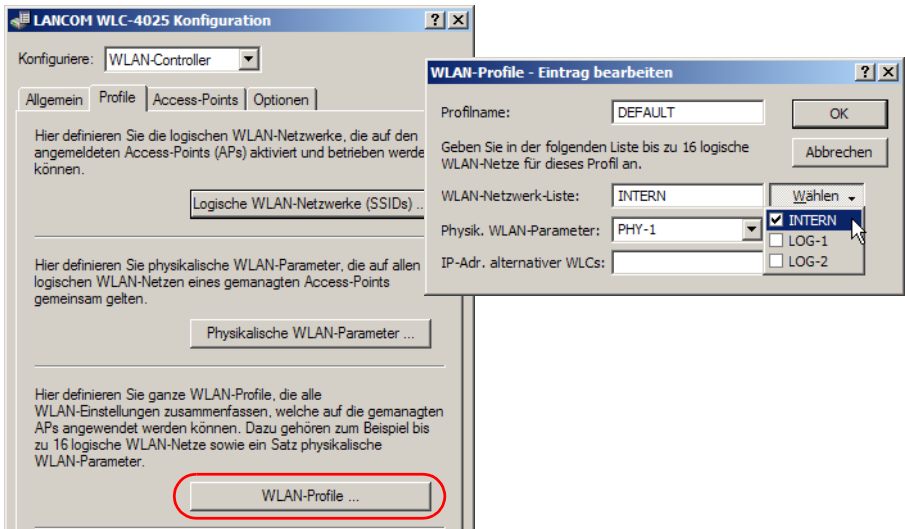 LANCOM WLC-4025 Konfiguration
Konfiguriere: WLAN-Controller
Allgemein Profile Access-Points Optionen
Hier definieren Sie die logischen WLAN-Netzwerke, die auf den
angemeldeten Access-Points (APs) aktiviert und betrieben werde
können.
Logische WLAN-Netzwerke (SSIDs) ..
Hier definieren Sie physikalische WLAN-Parameter, die auf allen
logischen WLAN-Netzen eines gemanagten Access-Points
gemeinsam gelten.
Physikalische WLAN-Parameter ...
Hier definieren Sie ganze WLAN-Profile, die alle
WLAN-Einstellungen zusammenfassen, welche auf die gemanagten
APs angewendet werden können. Dazu gehören zum Beispiel bis
zu 16 logische WLAN-Netze sowie ein Satz physikalische
WLAN-Parameter.
WLAN-Profile ...
WLAN-Profile - Eintrag bearbeiten
Profilname: DEFAULT
OK
Geben Sie in der folgenden Liste bis zu 16 logische
WLAN-Netze für dieses Profil an.
Abbrechen
WLAN-Netzwerk-Liste: INTERN
Wählen
Physik. WLAN-Parameter: PHY-1
IP-Adr. alternativer WLCs:
INTERN
LOG-1
LOG-2